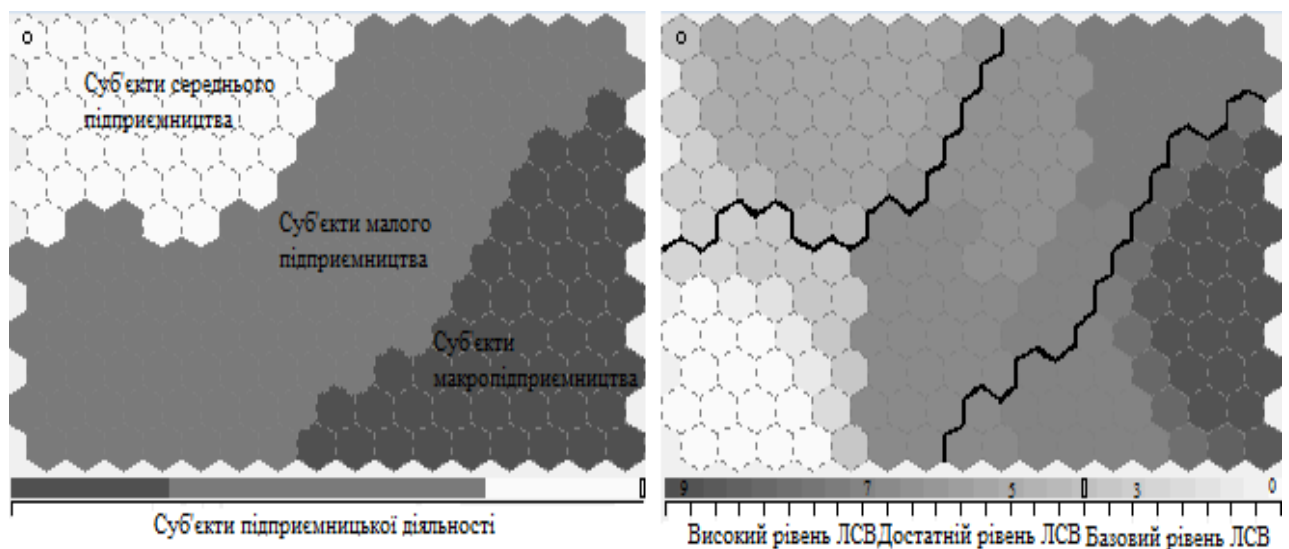 Суб'єкти середнього
підприємництва
Суб'єкти малого
підприємництва
Суб'єкти
макропідприємництва
Суб'єкти підприємницької діяльності
9 7 5 3 0
Високий рівень ЛСВ Достатній рівень ЛСВ Базовий рівень ЛСВ